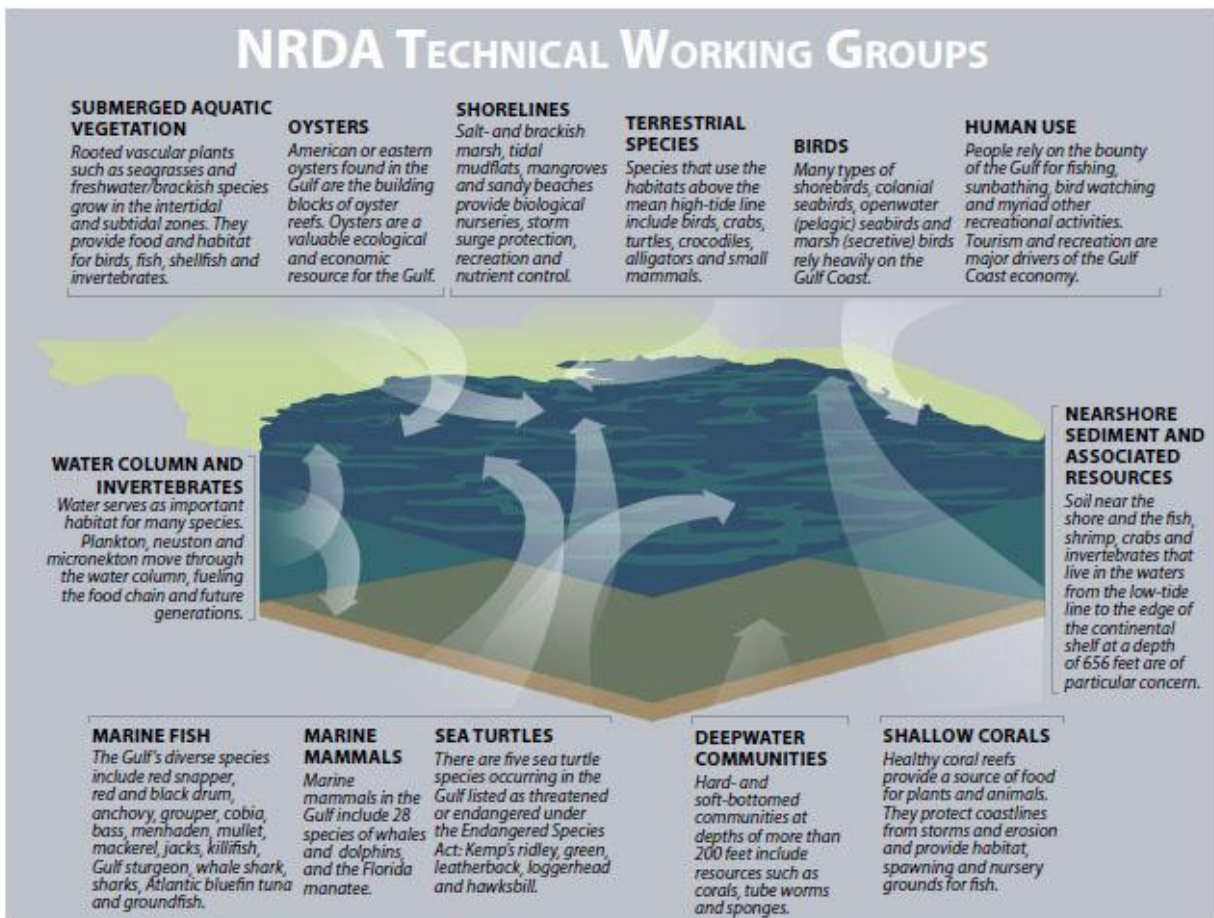 NRDA TECHNICAL WORKING GROUPS
SUBMERGED AQUATIC
VEGETATION
Rooted vascular plants
such as seagrasses and
freshwater/brackish species
grow in the intertidal
and subtidal zones. They
provide food and habitat
for birds, fish, shellfish and
invertebrates.
OYSTERS
American or eastern
oysters found in the
Gulf are the building
blocks of oyster
reefs. Oysters are a
valuable ecological
and economic
resource for the Gulf.
SHORELINES
Salt- and brackish
marsh, tidal
mudflats, mangroves
and sandy beaches
provide biological
nurseries, storm
surge protection,
recreation and
nutrient control.
TERRESTRIAL
SPECIES
Species that use the
habitats above the
mean high-tide line
include birds, crabs,
turtles, crocodiles,
alligators and small
mammals.
BIRDS
Many types of
shorebirds, colonial
seabirds, openwater
(pelagic) seabirds and
marsh (secretive) birds
rely heavily on the
Gulf Coast.
HUMAN USE
People rely on the bounty
of the Gulf for fishing,
sunbathing, bird watching
and myriad other
recreational activities.
Tourism and recreation are
major drivers of the Gulf
Coast economy.
WATER COLUMN AND
INVERTEBRATES
Water serves as important
habitat for many species.
Plankton, neuston and
micronekton move through
the water column, fueling
the food chain and future
generations.
NEARSHORE
SEDIMENT AND
ASSOCIATED
RESOURCES
Soil near the
shore and the fish,
shrimp, crabs and
invertebrates that
live in the waters
from the low-tide
line to the edge of
the continental
shelf at a depth
of 656 feet are of
particular concern.
MARINE FISH
The Gulf's diverse species
include red snapper,
red and black drum,
anchovy, grouper, cobia,
bass, menhaden, mullet,
mackerel, jacks, killifish,
Gulf sturgeon, whale shark,
sharks, Atlantic bluefin tuna
and groundfish.
MARINE
MAMMALS
Marine
mammals in the
Gulf include 28
species of whales
and dolphins,
and the Florida
manatee.
SEA TURTLES
There are five sea turtle
species occurring in the
Gulf listed as threatened
or endangered under
the Endangered Species
Act: Kemp's ridley, green,
leatherback, loggerhead
and hawksbill.
DEEPWATER
COMMUNITIES
Hard- and
soft-bottomed
communities at
depths of more than
200 feet include
resources such as
corals, tube worms
and sponges.
SHALLOW CORALS
Healthy coral reefs
provide a source of food
for plants and animals.
They protect coastlines
from storms and erosion
and provide habitat,
spawning and nursery
grounds for fish.